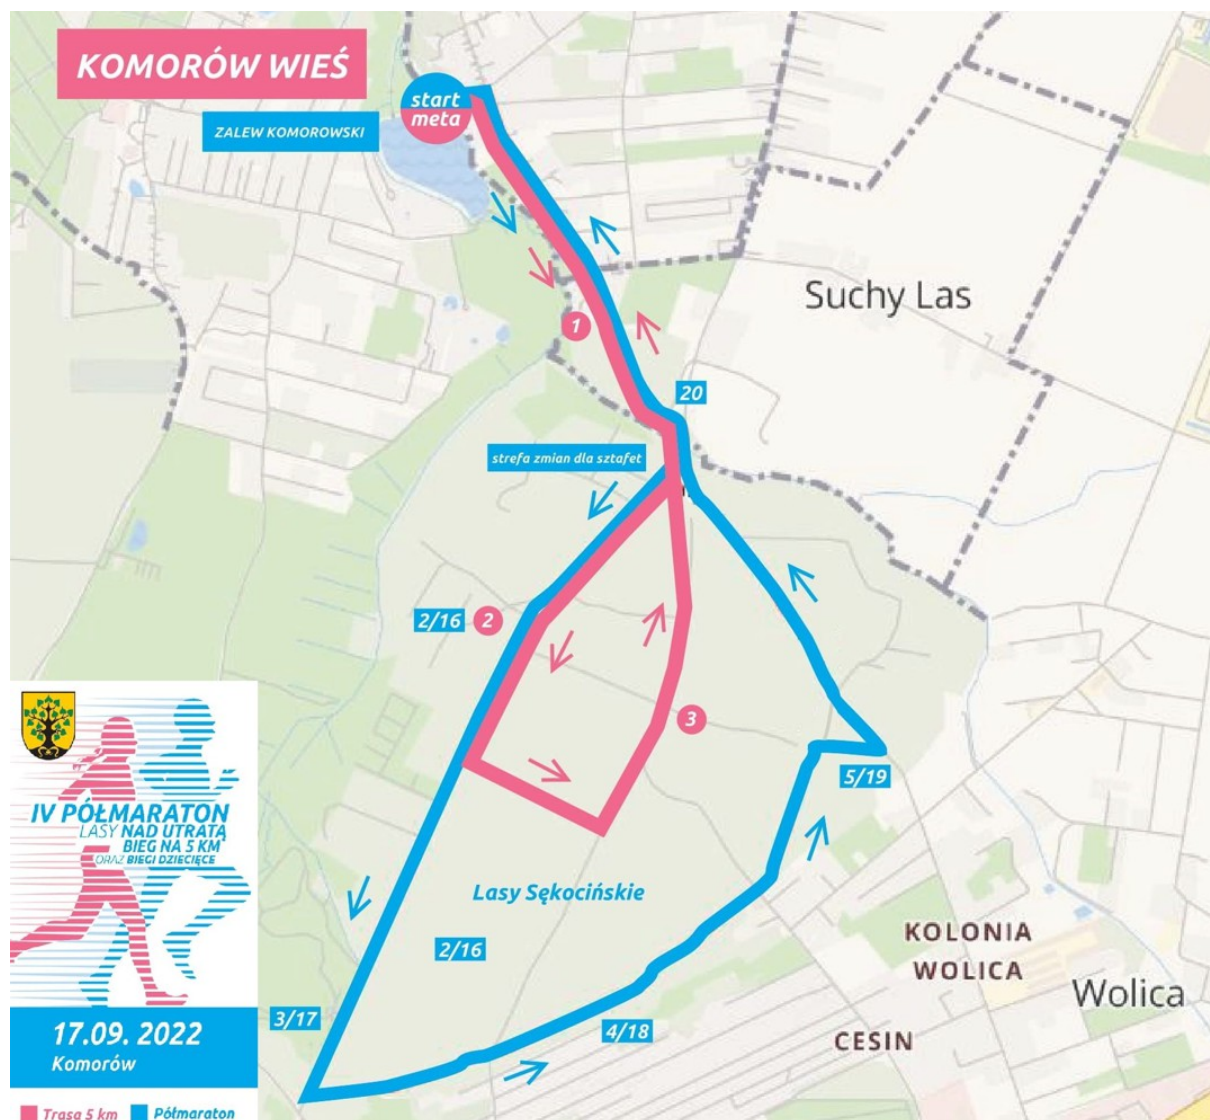 KOMORÓW WIEŚ
start
meta
ZALEW KOMOROWSKI
Suchy Las
1
20
strefa zmian dla sztafet
2/16
2
3
5/19
Lasy Sękocińskie
2/16
KOLONIA
WOLICA
Wolica
3/17
4/18
CESIN
IV PÓŁMARATON
LASY NAD UTRATĄ
BIEG NA 5 KM
ORAZ BIEGI DZIECIĘCE
17.09. 2022
Komorów
Trasa 5 km
Półmaraton